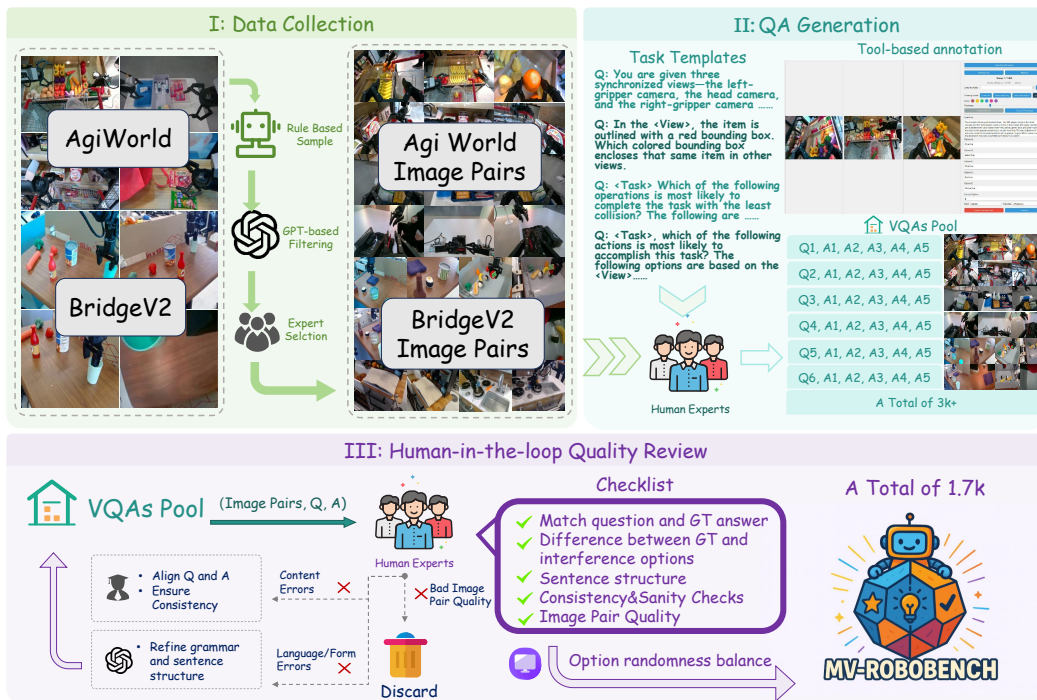 I: Data Collection
AgiWorld
BridgeV2
Rule Based
Sample
GPT-based
Filtering
Expert
Selction
Agi World
Image Pairs
BridgeV2
Image Pairs
II: QA Generation
Task Templates
Q: You are given three
synchronized views—the left-
gripper camera, the head camera,
and the right-gripper camera ......
Q: In the <View>, the item is
outlined with a red bounding box.
Which colored bounding box
encloses that same item in other
views.
Q: <Task> Which of the following
operations is most likely to
complete the task with the least
collision? The following are ......
Q: <Task>, which of the following
actions is most likely to
accomplish this task? The
following options are based on the
<View>......
Human Experts
Tool-based annotation
VQAs Pool
Q1, A1, A2, A3, A4, A5
Q2, A1, A2, A3, A4, A5
Q3, A1, A2, A3, A4, A5
Q4, A1, A2, A3, A4, A5
Q5, A1, A2, A3, A4, A5
Q6, A1, A2, A3, A4, A5
A Total of 3k+
III: Human-in-the-loop Quality Review
VQAs Pool
(Image Pairs, Q, A)
Human Experts
• Align Q and A
• Ensure
Consistency
Content
Errors
Bad Image
Pair Quality
• Refine grammar
and sentence
structure
Language/Form
Errors
Discard
Checklist
Match question and GT answer
Difference between GT and
interference options
Sentence structure
Consistency&Sanity Checks
Image Pair Quality
Option randomness balance
A Total of 1.7k
MV-ROBOBENCH